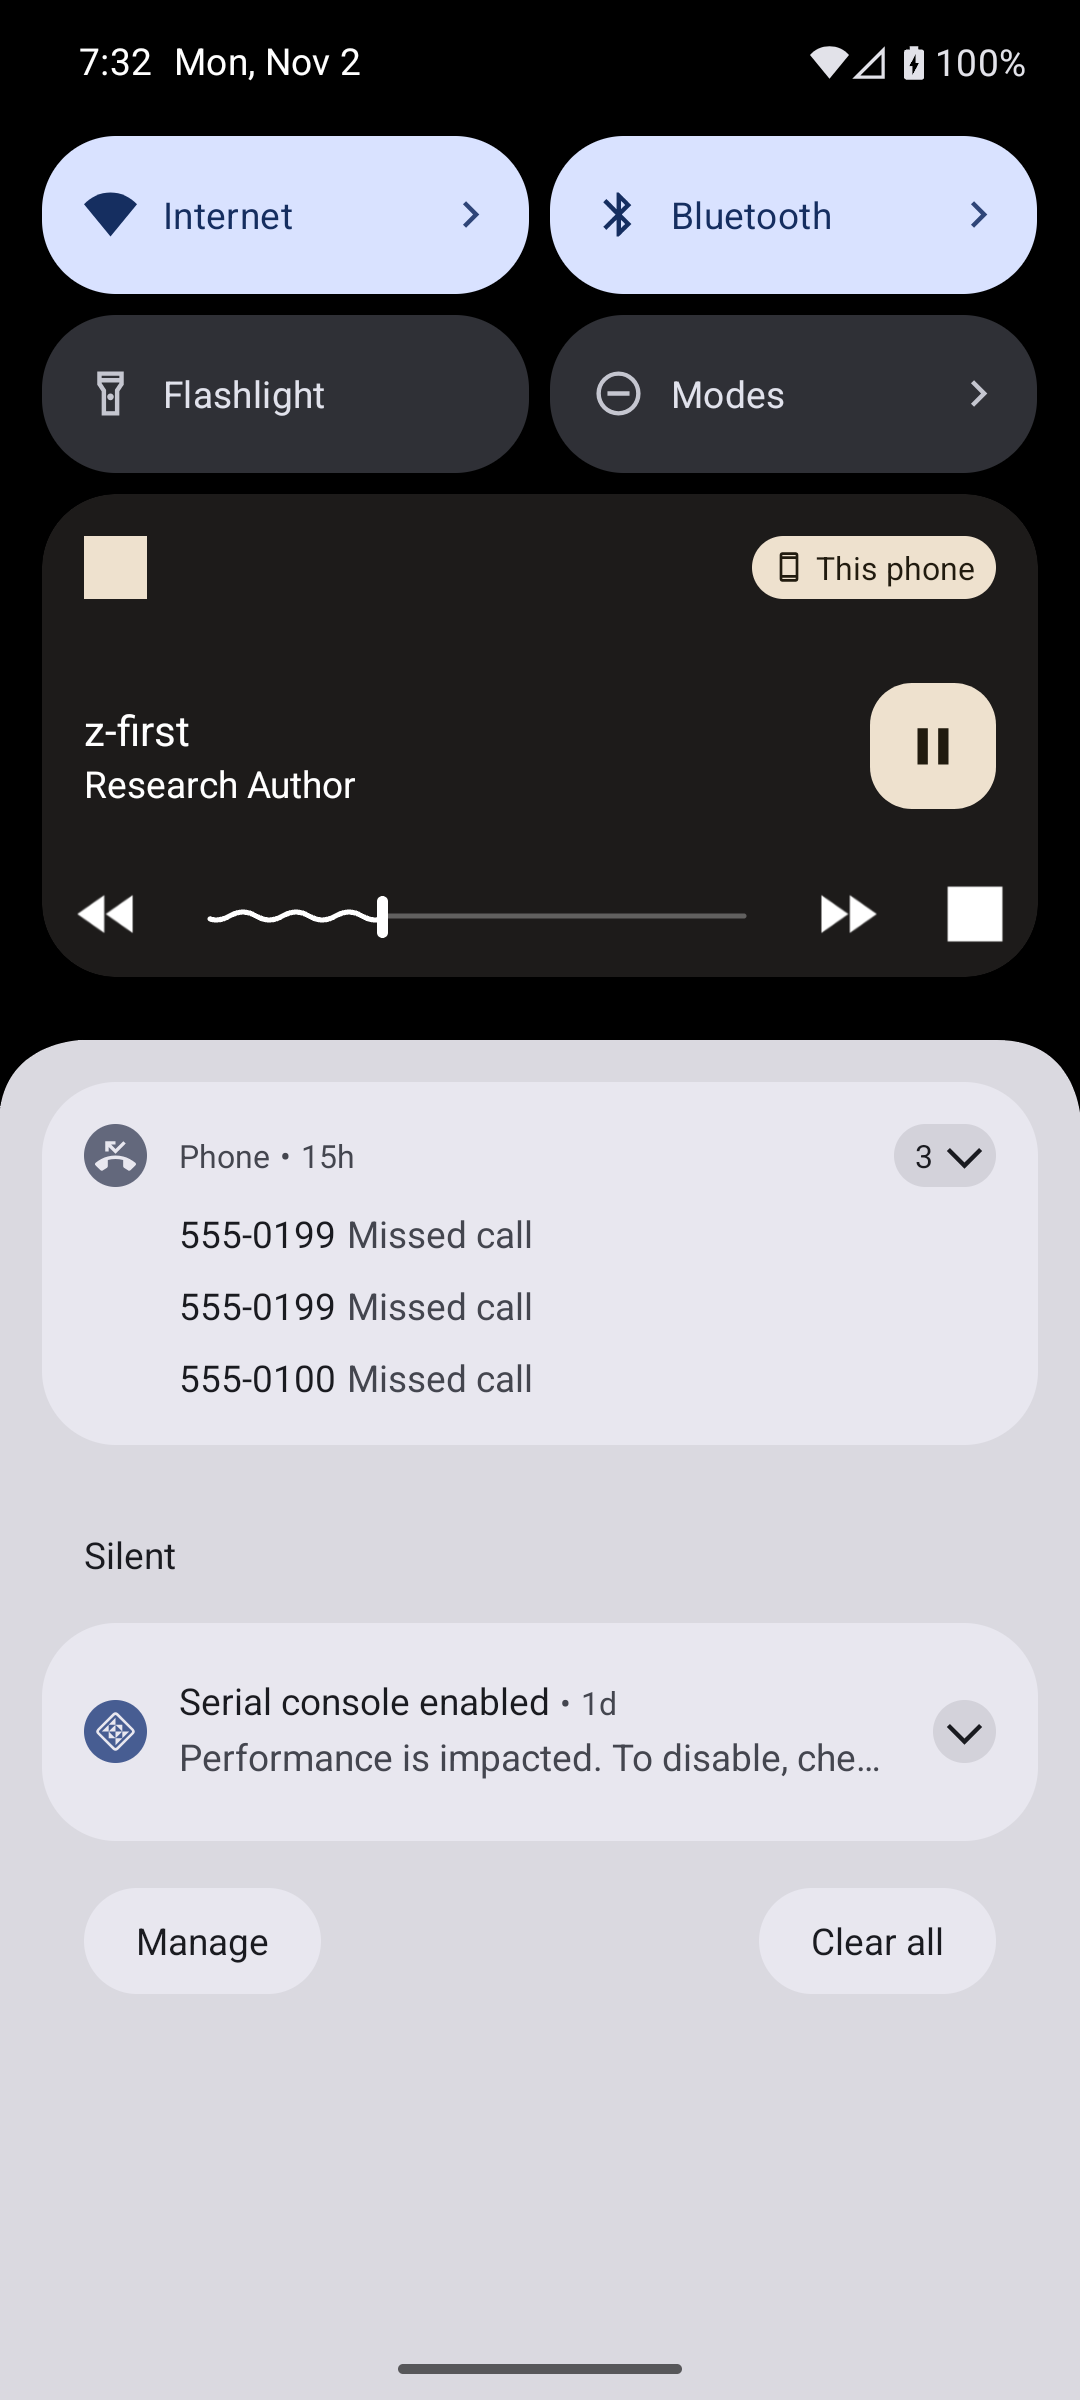 7:32 Mon, Nov 2 100%
Internet
Bluetooth
Flashlight
Modes
This phone
z-first
Research Author
Phone • 15h 3
555-0199 Missed call
555-0199 Missed call
555-0100 Missed call
Silent
Serial console enabled • 1d
Performance is impacted. To disable, che…
Manage
Clear all